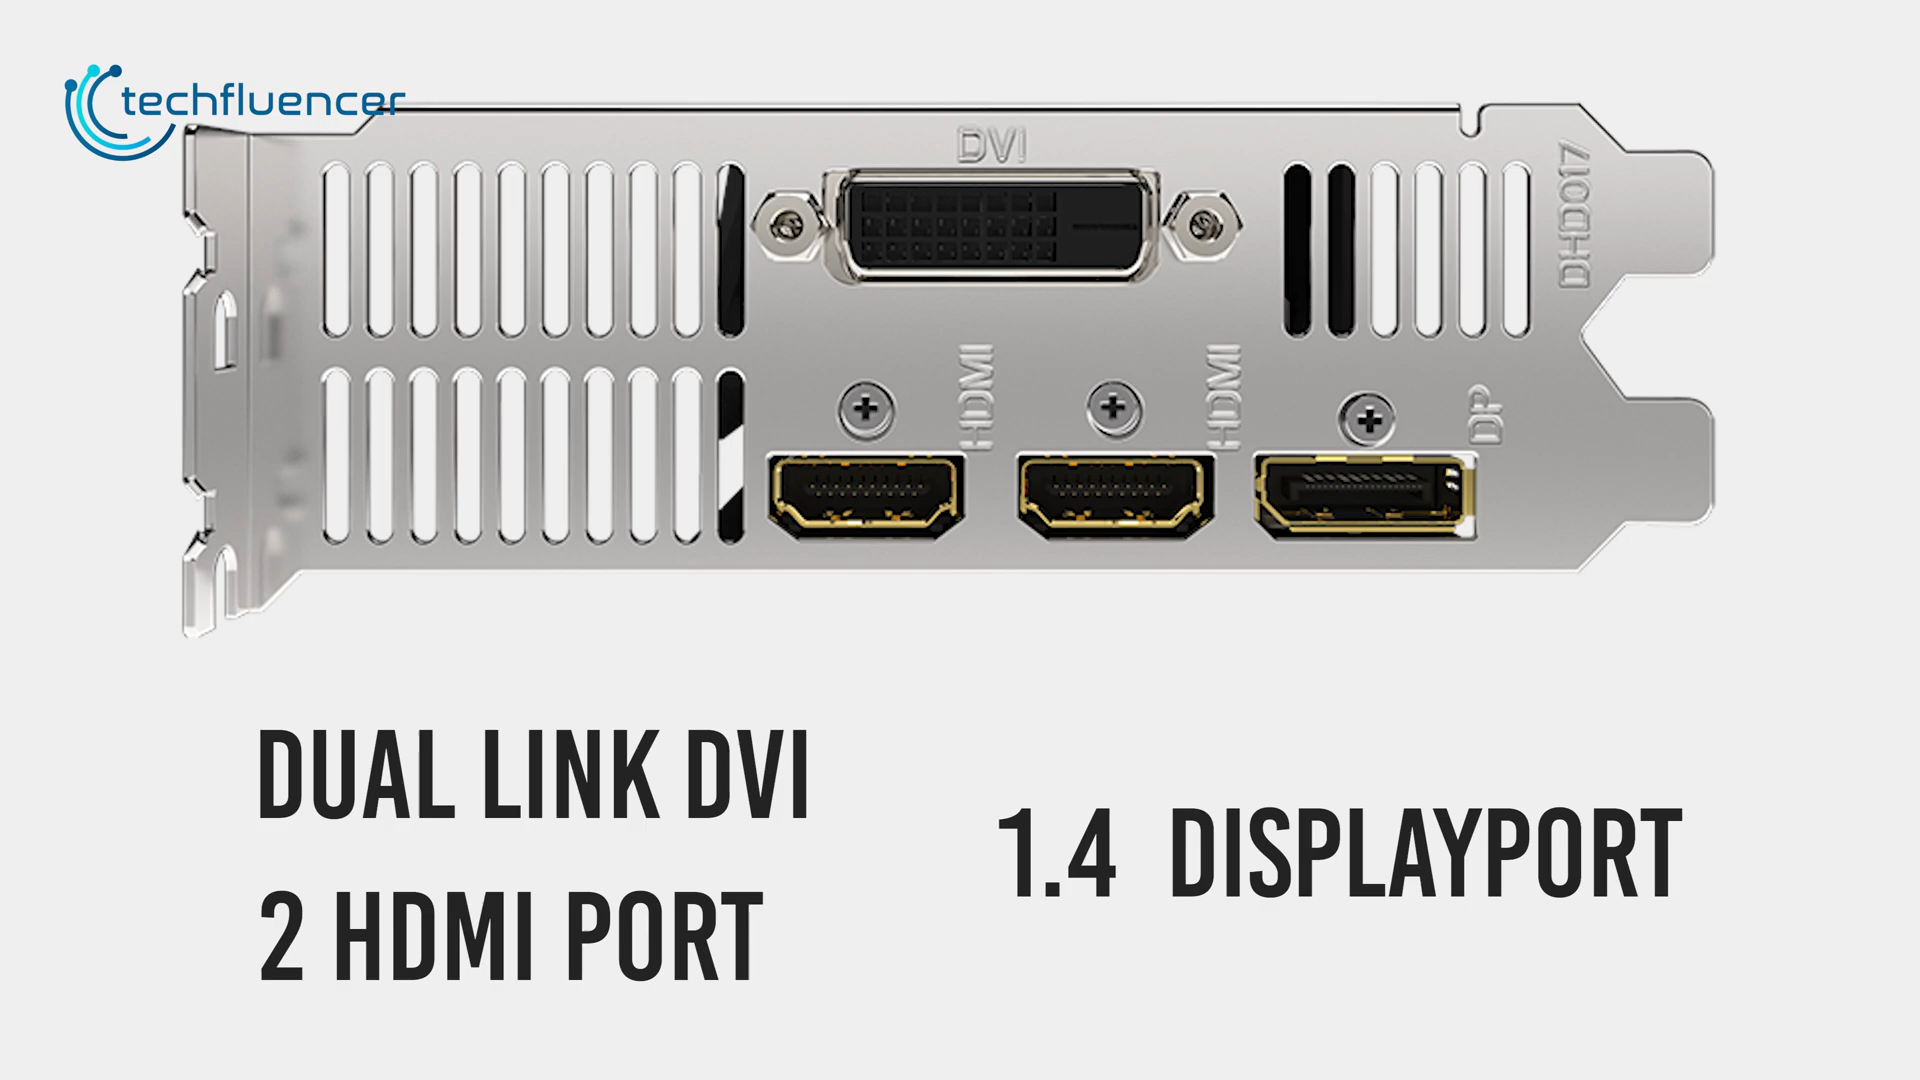 techfluencer
DVI
DHD017
HDMI
HDMI
DP
DUAL LINK DVI
2 HDMI PORT
1.4 DISPLAYPORT